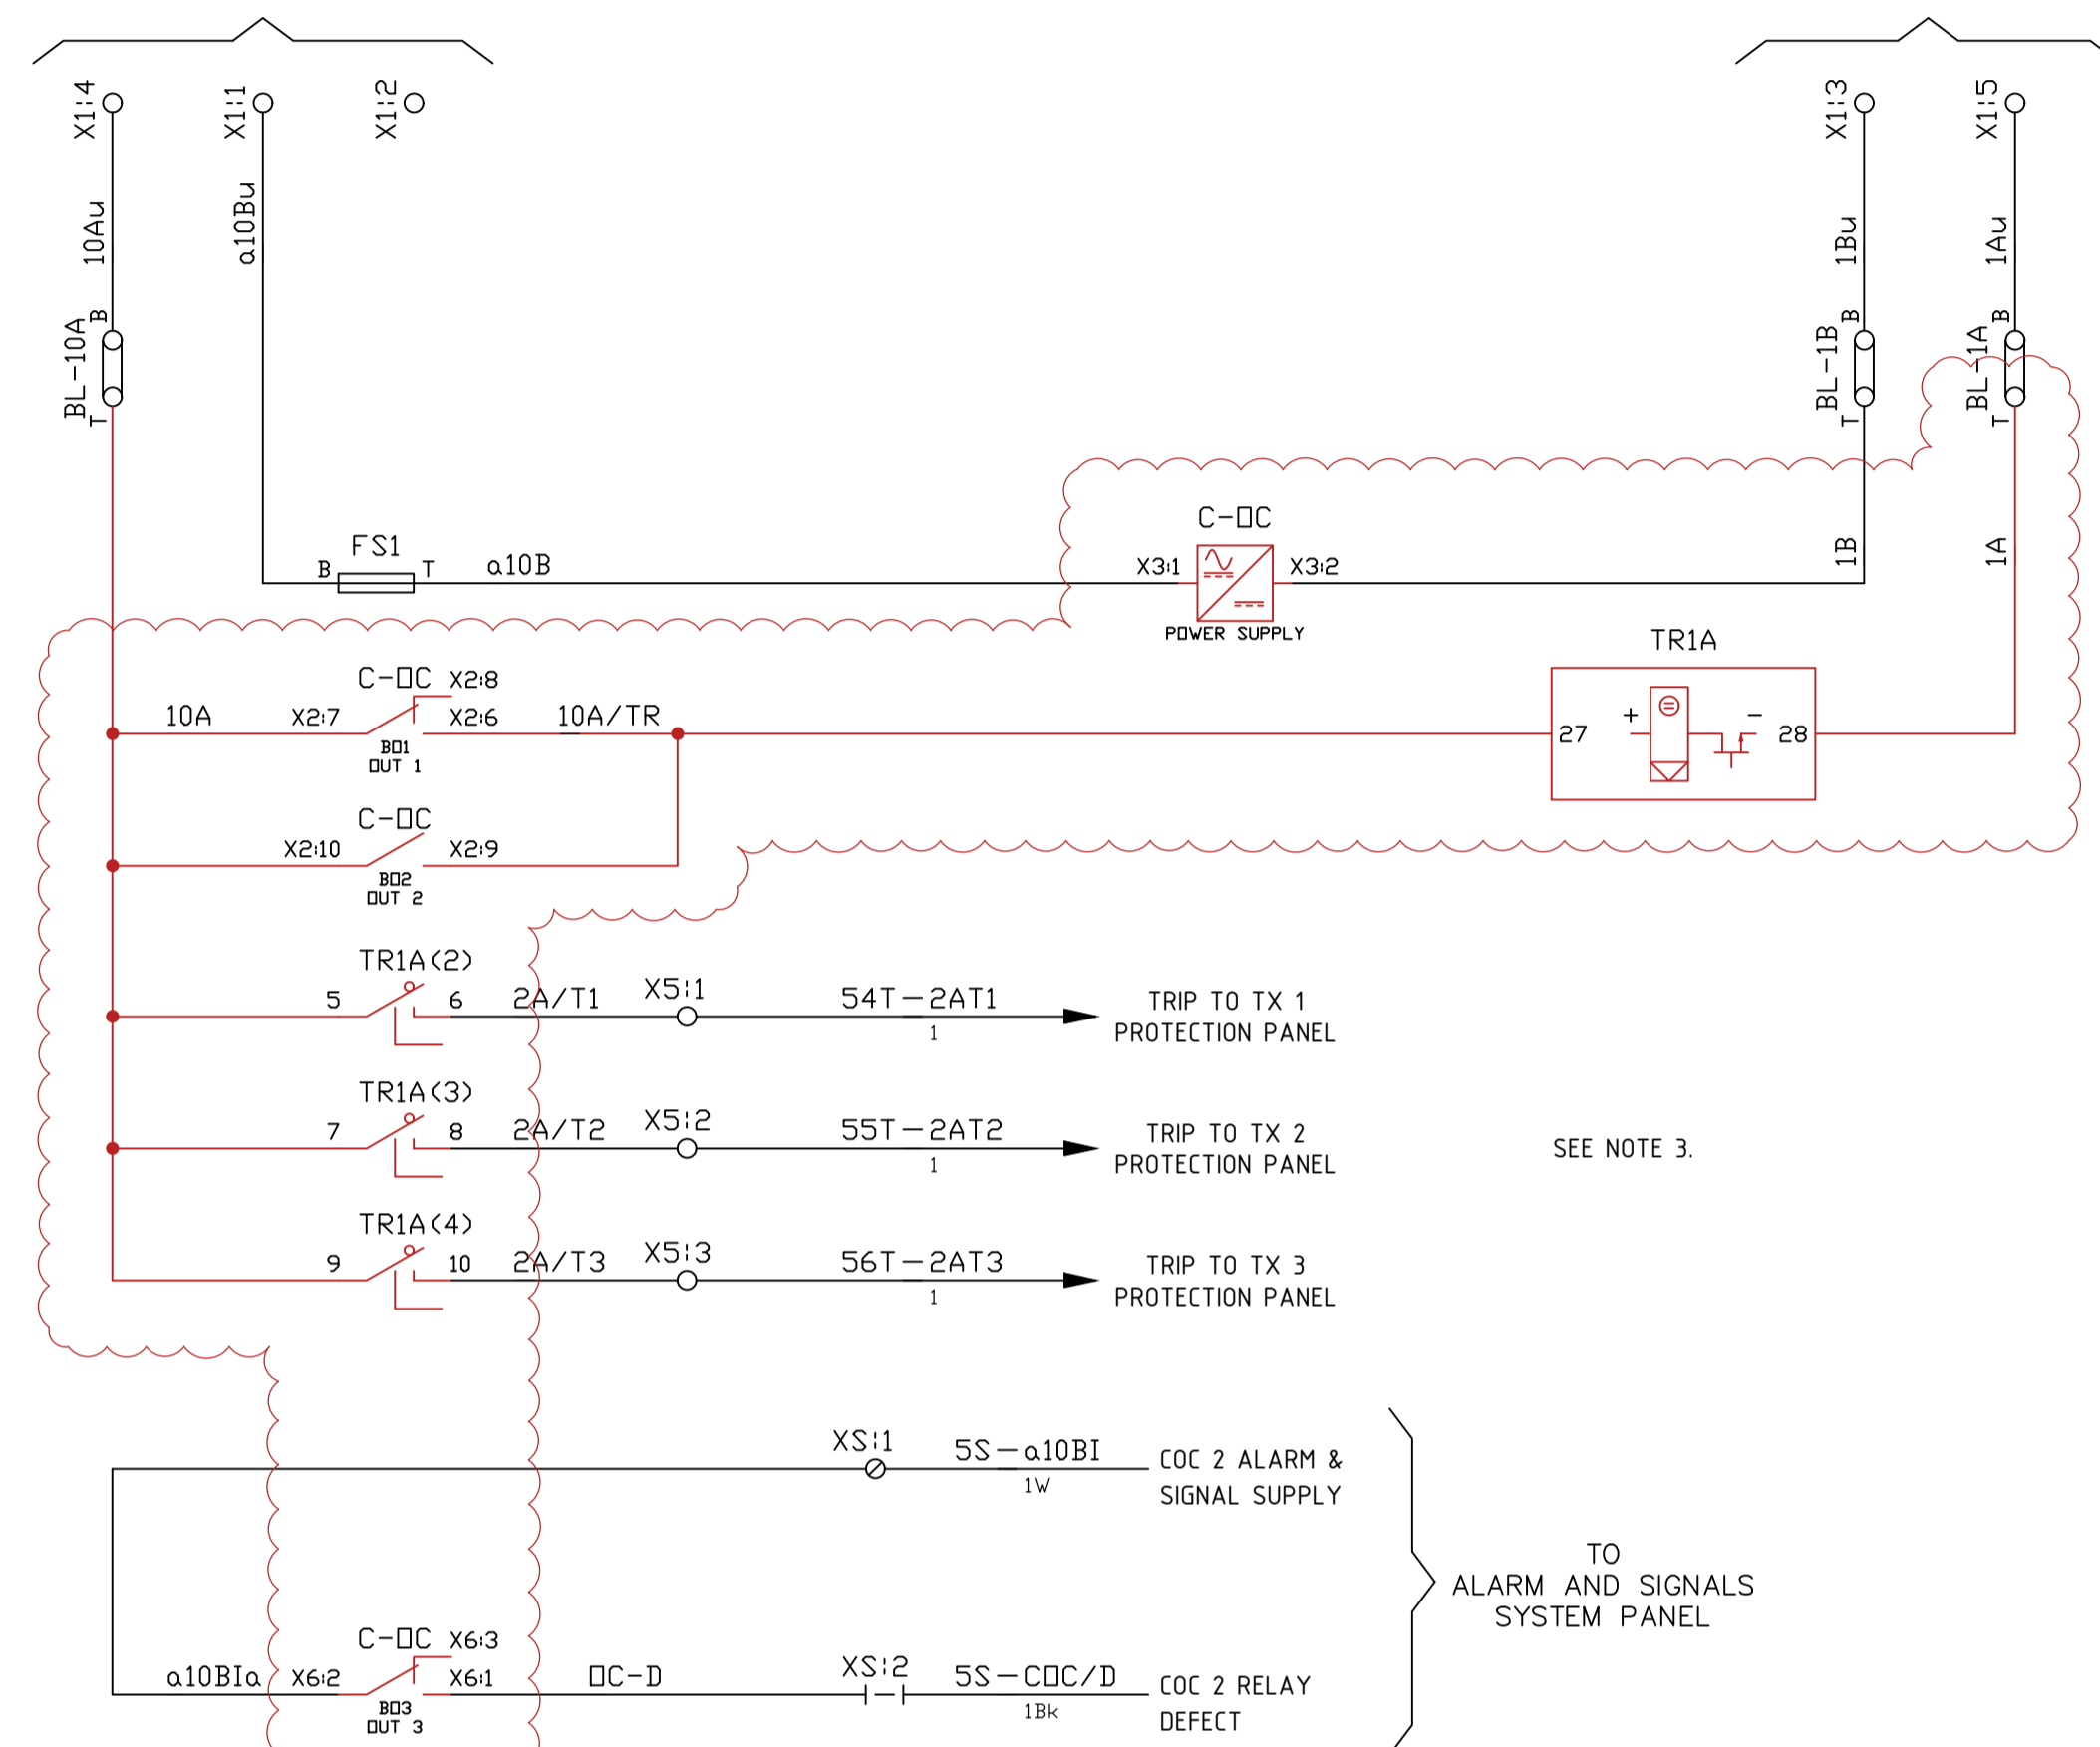 X1:4
X1:1
X1:2
X1:3
X1:5
10Au
a10Bu
1Bu
1Au
BL-10A
B
T
BL-1B
B
T
BL-1A
B
T
FS1
B
T
a10B
C-OC
X3:1
X3:2
POWER SUPPLY
1B
1A
C-OC
X2:8
10A
X2:7
X2:6
10A/TR
BO1
OUT 1
TR1A
27
+
-
28
C-OC
X2:10
X2:9
BO2
OUT 2
TR1A(2)
5
6
2A/T1
X5:1
54T-2AT1
1
TRIP TO TX 1
PROTECTION PANEL
TR1A(3)
7
8
2A/T2
X5:2
55T-2AT2
1
TRIP TO TX 2
PROTECTION PANEL
SEE NOTE 3.
TR1A(4)
9
10
2A/T3
X5:3
56T-2AT3
1
TRIP TO TX 3
PROTECTION PANEL
XS:1
5S-a10BI
1W
COC 2 ALARM &
SIGNAL SUPPLY
TO
ALARM AND SIGNALS
SYSTEM PANEL
C-OC
X6:3
a10BIa
X6:2
X6:1
OC-D
XS:2
5S-COC/D
1Bk
COC 2 RELAY
DEFECT
BO3
OUT 3